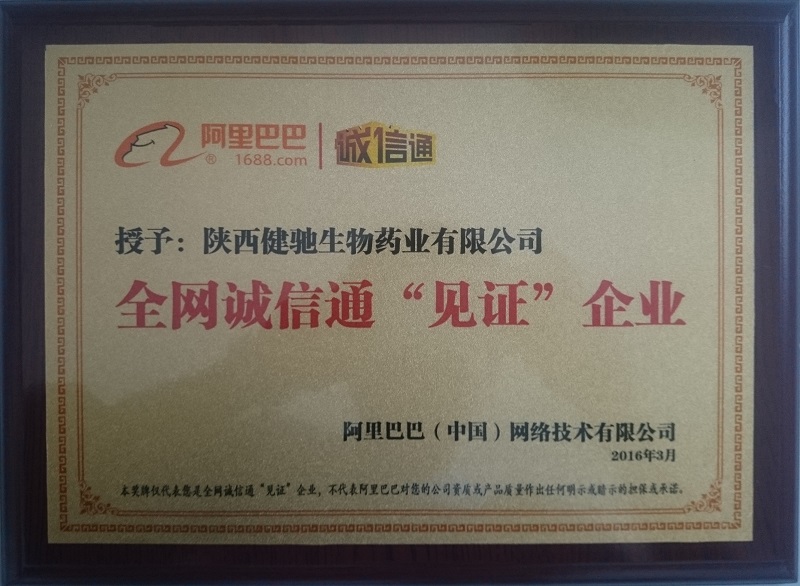 阿里巴巴 | 诚信通
® 1688.com
授予：陕西健驰生物药业有限公司
全网诚信通“见证”企业
阿里巴巴（中国）网络技术有限公司
2016年3月
本奖牌仅代表您是全网诚信通“见证”企业，不代表阿里巴巴对您的公司资质或产品质量作出任何明示或暗示的担保或承诺。